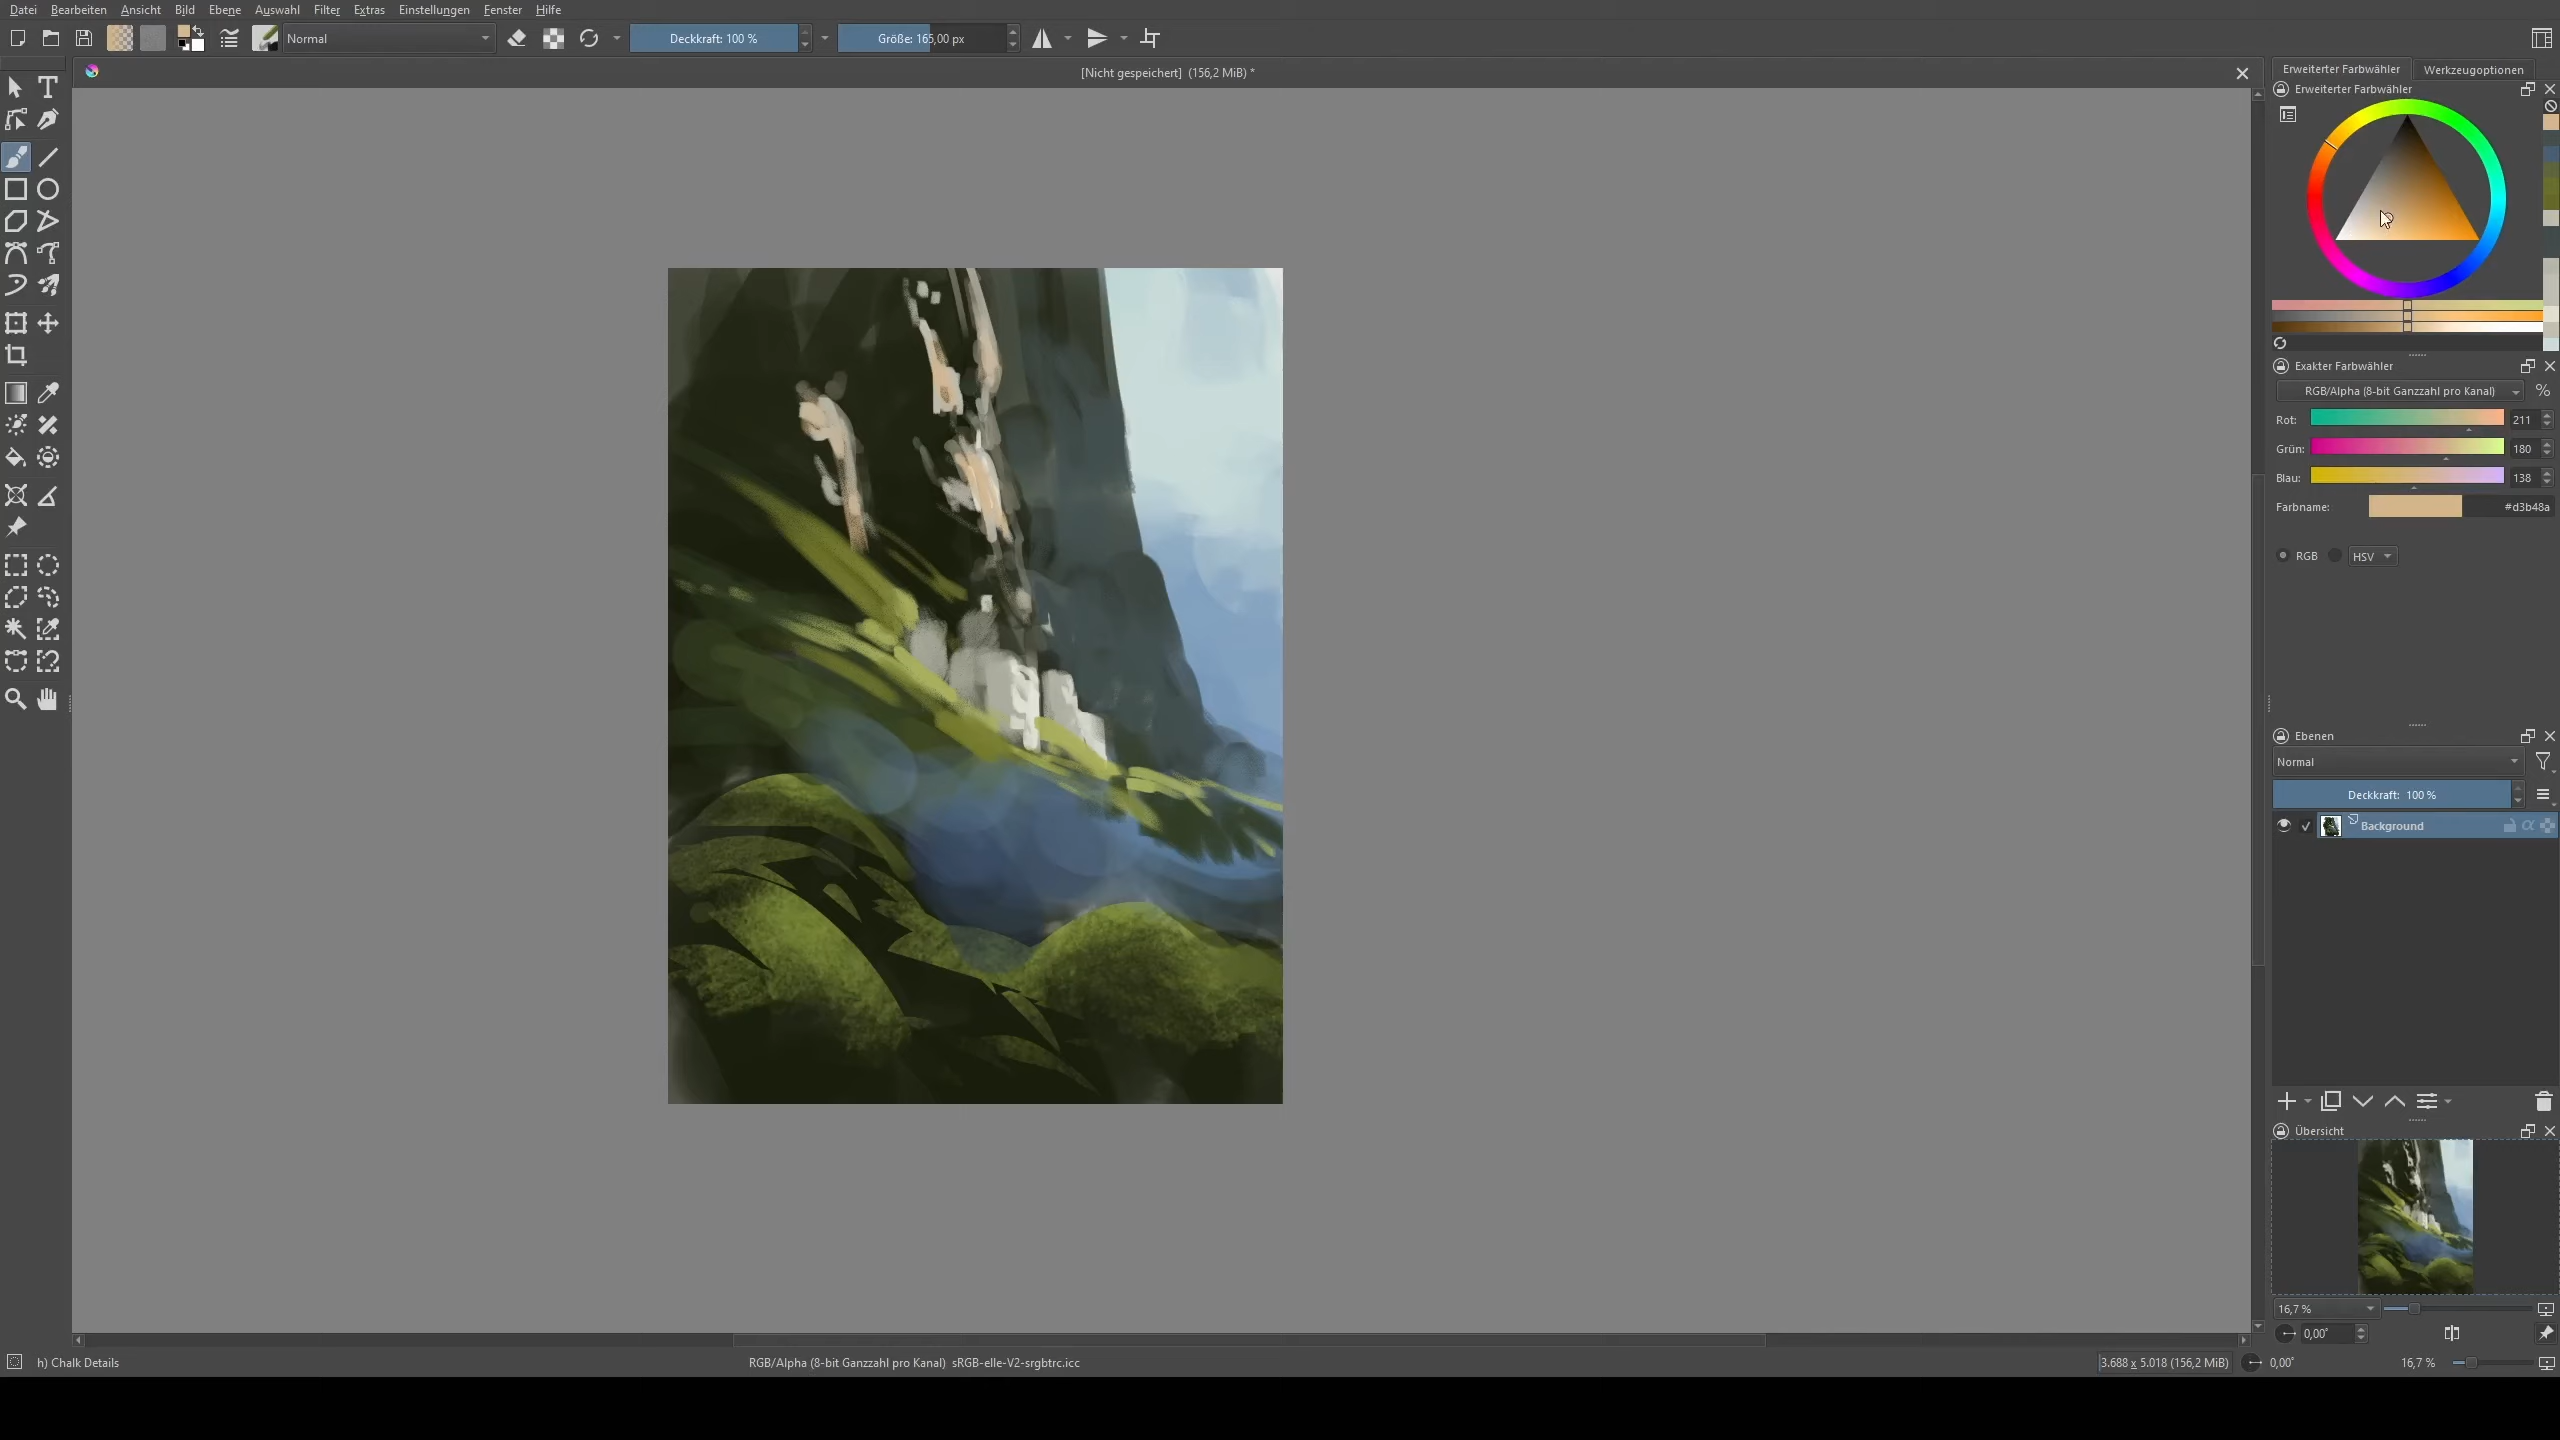 Datei Bearbeiten Ansicht Bild Ebene Auswahl Filter Extras Einstellungen Fenster Hilfe
Normal Deckkraft: 100 % Größe: 165,00 px
[Nicht gespeichert] (156,2 MiB) *
Erweiterter Farbwähler Werkzeugoptionen
Erweiterter Farbwähler
Exakter Farbwähler
RGB/Alpha (8-bit Ganzzahl pro Kanal) %
Rot: 211
Grün: 180
Blau: 138
Farbname: #d3b48a
RGB HSV
Ebenen
Normal
Deckkraft: 100 %
Background
Übersicht
16,7 %
0,00°
h) Chalk Details RGB/Alpha (8-bit Ganzzahl pro Kanal) sRGB-elle-V2-srgbtrc.icc 3.688 x 5.018 (156,2 MiB) 0,00° 16,7 %